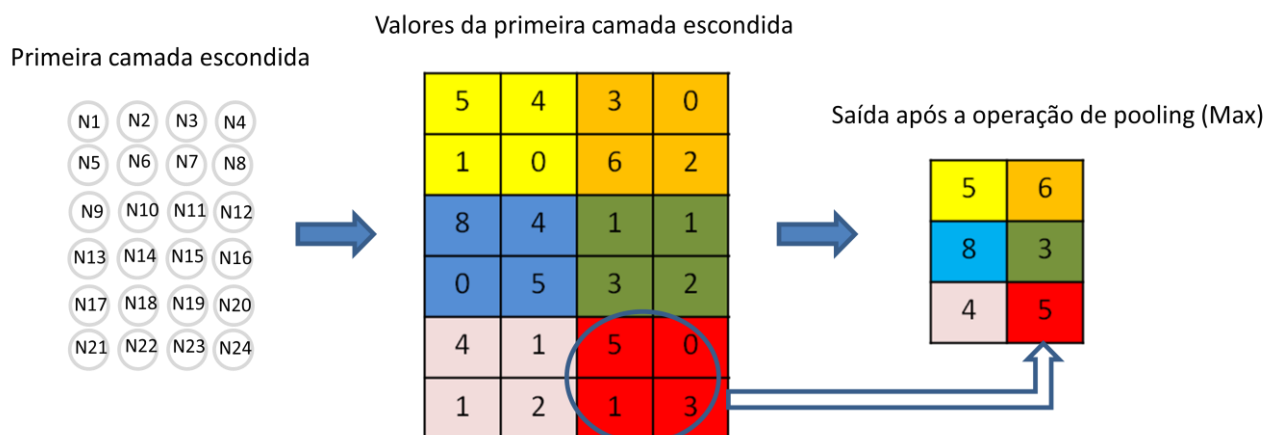 Valores da primeira camada escondida
Primeira camada escondida
Saída após a operação de pooling (Max)
N1 N2 N3 N4
N5 N6 N7 N8
N9 N10 N11 N12
N13 N14 N15 N16
N17 N18 N19 N20
N21 N22 N23 N24
5 4 3 0
1 0 6 2
8 4 1 1
0 5 3 2
4 1 5 0
1 2 1 3
5 6
8 3
4 5